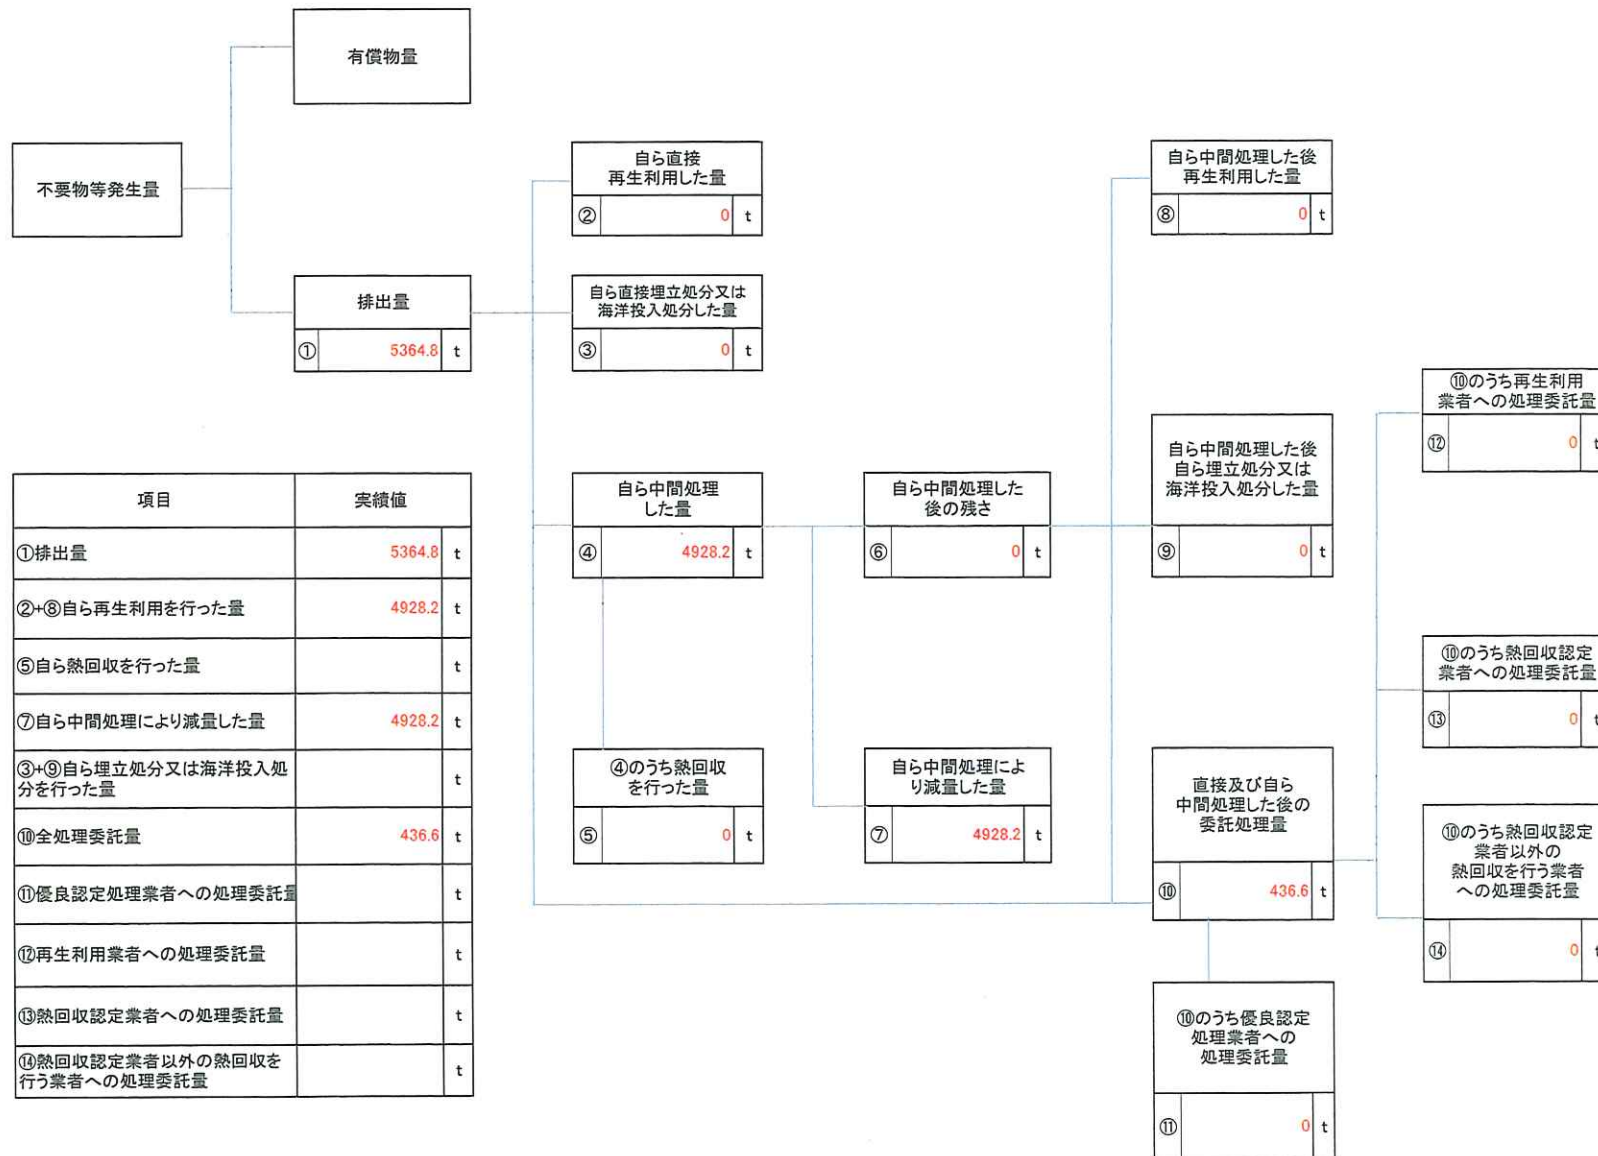 有償物量
不要物等発生量
排出量
① 5364.8 t
自ら直接
再生利用した量
② 0 t
自ら直接埋立処分又は
海洋投入処分した量
③ 0 t
自ら中間処理
した量
④ 4928.2 t
④のうち熱回収
を行った量
⑤ 0 t
自ら中間処理した
後の残さ
⑥ 0 t
自ら中間処理によ
り減量した量
⑦ 4928.2 t
自ら中間処理した後
再生利用した量
⑧ 0 t
自ら中間処理した後
自ら埋立処分又は
海洋投入処分した量
⑨ 0 t
直接及び自ら
中間処理した後の
委託処理量
⑩ 436.6 t
⑩のうち優良認定
処理業者への
処理委託量
⑪ 0 t
⑩のうち再生利用
業者への処理委託量
⑫ 0 t
⑩のうち熱回収認定
業者への処理委託量
⑬ 0 t
⑩のうち熱回収認定
業者以外の
熱回収を行う業者
への処理委託量
⑭ 0 t
項目 実績値
①排出量 5364.8 t
②+⑧自ら再生利用を行った量 4928.2 t
⑤自ら熱回収を行った量 t
⑦自ら中間処理により減量した量 4928.2 t
③+⑨自ら埋立処分又は海洋投入処
分を行った量 t
⑩全処理委託量 436.6 t
⑪優良認定処理業者への処理委託量 t
⑫再生利用業者への処理委託量 t
⑬熱回収認定業者への処理委託量 t
⑭熱回収認定業者以外の熱回収を
行う業者への処理委託量 t